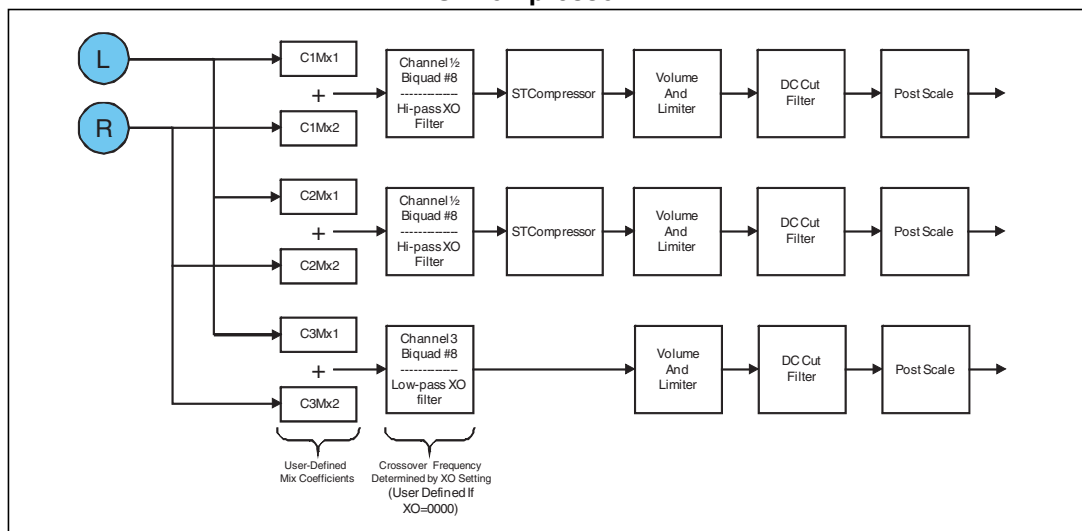 L
R
C1Mx1
+
C1Mx2
Channel ½
Biquad #8
--------------
Hi-pass XO
Filter
STCompressor
Volume
And
Limiter
DC Cut
Filter
Post Scale
C2Mx1
+
C2Mx2
Channel ½
Biquad #8
--------------
Hi-pass XO
Filter
STCompressor
Volume
And
Limiter
DC Cut
Filter
Post Scale
C3Mx1
+
C3Mx2
Channel 3
Biquad #8
--------------
Low-pass XO
filter
Volume
And
Limiter
DC Cut
Filter
Post Scale
User-Defined
Mix Coefficients
Crossover Frequency
Determined by XO Setting
(User Defined If
XO=0000)